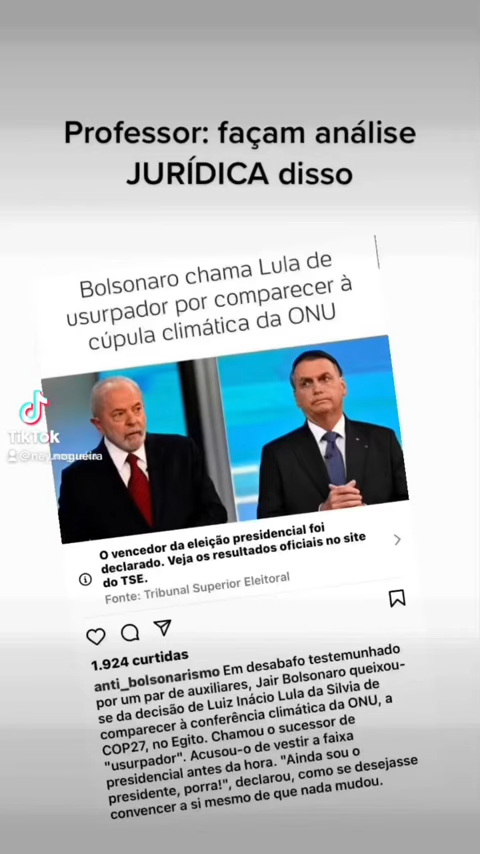 Professor: façam análise
JURÍDICA disso
Bolsonaro chama Lula de
usurpador por comparecer à
cúpula climática da ONU
TikTok
@ney.nogueira
O vencedor da eleição presidencial foi
declarado. Veja os resultados oficiais no site
do TSE.
Fonte: Tribunal Superior Eleitoral
1.924 curtidas
anti_bolsonarismo Em desabafo testemunhado
por um par de auxiliares, Jair Bolsonaro queixou-
se da decisão de Luiz Inácio Lula da Silvia de
comparecer à conferência climática da ONU, a
COP27, no Egito. Chamou o sucessor de
"usurpador". Acusou-o de vestir a faixa
presidencial antes da hora. "Ainda sou o
presidente, porra!", declarou, como se desejasse
convencer a si mesmo de que nada mudou.